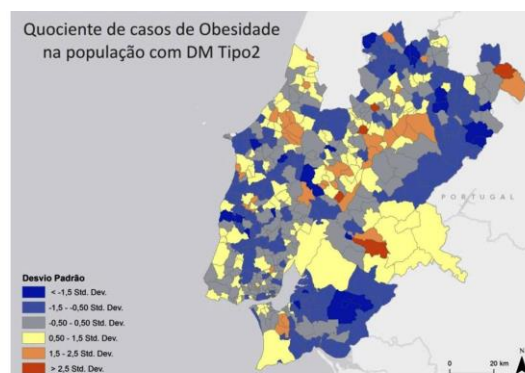 Quociente de casos de Obesidade
na população com DM Tipo2
PORTUGAL
Desvio Padrão
< -1,5 Std. Dev.
-1,5 - -0,50 Std. Dev.
-0,50 - 0,50 Std. Dev.
0,50 - 1,5 Std. Dev.
1,5 - 2,5 Std. Dev.
> 2,5 Std. Dev.
N
0 20 km